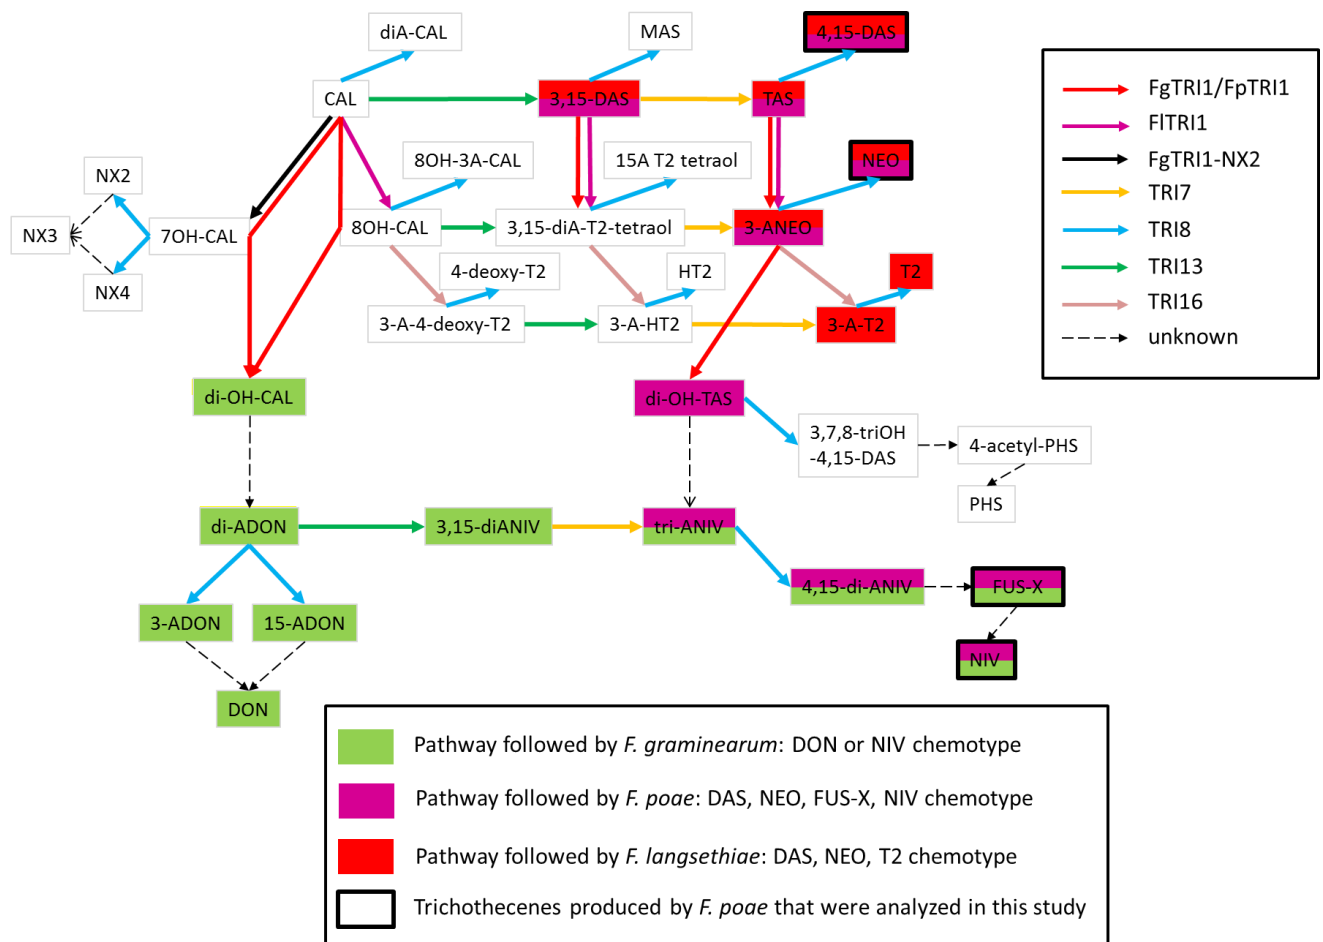 diA-CAL
MAS
4,15-DAS
CAL
3,15-DAS
TAS
FgTRI1/FpTRI1
FlTRI1
FgTRI1-NX2
TRI7
TRI8
TRI13
TRI16
unknown
8OH-3A-CAL
15A T2 tetraol
NEO
NX2
NX3
7OH-CAL
8OH-CAL
3,15-diA-T2-tetraol
3-ANEO
NX4
4-deoxy-T2
HT2
T2
3-A-4-deoxy-T2
3-A-HT2
3-A-T2
di-OH-CAL
di-OH-TAS
3,7,8-triOH
-4,15-DAS
4-acetyl-PHS
PHS
di-ADON
3,15-diANIV
tri-ANIV
4,15-di-ANIV
FUS-X
3-ADON
15-ADON
NIV
DON
Pathway followed by F. graminearum: DON or NIV chemotype
Pathway followed by F. poae: DAS, NEO, FUS-X, NIV chemotype
Pathway followed by F. langsethiae: DAS, NEO, T2 chemotype
Trichothecenes produced by F. poae that were analyzed in this study